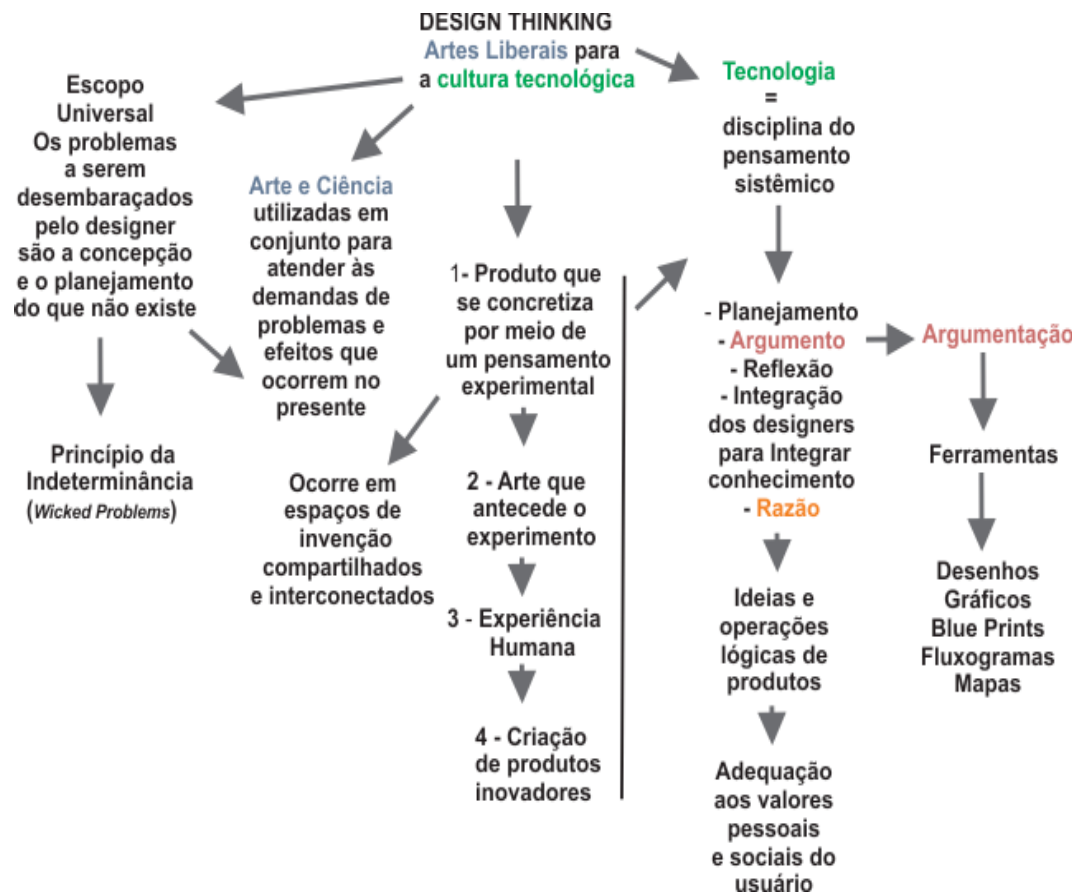 DESIGN THINKING
Artes Liberais para
a cultura tecnológica
Escopo
Universal
Os problemas
a serem
desembaraçados
pelo designer
são a concepção
e o planejamento
do que não existe
Princípio da
Indeterminância
(Wicked Problems)
Arte e Ciência
utilizadas em
conjunto para
atender às
demandas de
problemas e
efeitos que
ocorrem no
presente
Ocorre em
espaços de
invenção
compartilhados
e interconectados
1- Produto que
se concretiza
por meio de
um pensamento
experimental
2 - Arte que
antecede o
experimento
3 - Experiência
Humana
4 - Criação
de produtos
inovadores
Tecnologia
=
disciplina do
pensamento
sistêmico
- Planejamento
- Argumento
- Reflexão
- Integração
dos designers
para Integrar
conhecimento
- Razão
Ideias e
operações
lógicas de
produtos
Adequação
aos valores
pessoais
e sociais do
usuário
Argumentação
Ferramentas
Desenhos
Gráficos
Blue Prints
Fluxogramas
Mapas